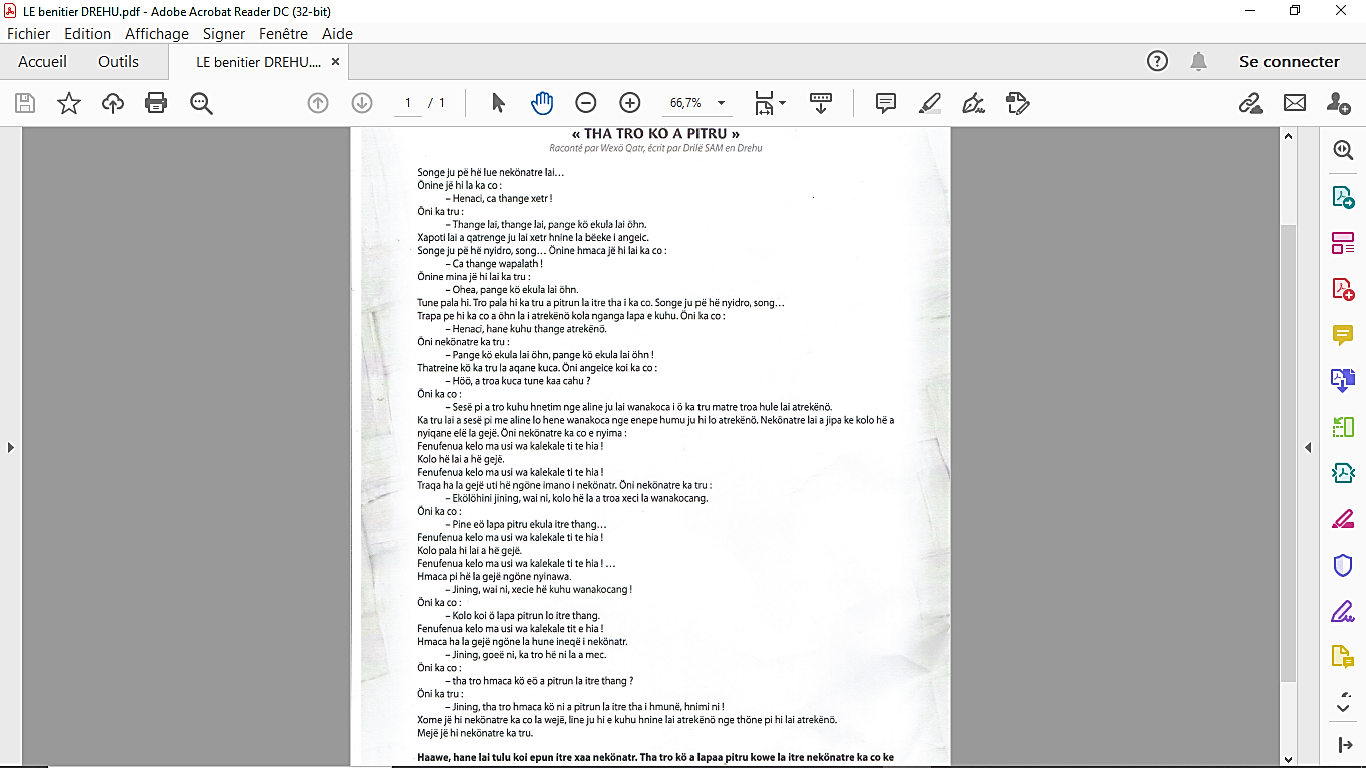 LE benitier DREHU.pdf - Adobe Acrobat Reader DC (32-bit)
Fichier Edition Affichage Signer Fenêtre Aide
Accueil Outils LE benitier DREHU.... × Se connecter
1 / 1 66,7%
« THA TRO KÖ A PITRU »
Raconté par Wexö Qatr, écrit par Drilë SAM en Drehu
Songe ju pë hë lue nekönatre lai...
Önine jë hi la ka co :
– Henaci, ca thange xetr !
Öni ka tru :
– Thange lai, thange lai, pange kö ekula lai öhn.
Xapoti lai a qatrenge ju lai xetr hnine la bëeke i angeic.
Songe ju pë hë nyidro, song... Önine hmaca jë hi lai ka co :
– Ca thange wapalath !
Önine mina jë hi lai ka tru :
– Ohea, pange kö ekula lai öhn.
Tune pala hi. Tro pala hi ka tru a pitrun la itre tha i ka co. Songe ju pë hë nyidro, song...
Trapa pe hi ka co a öhn la i atrekënö kola nganga lapa e kuhu. Öni ka co :
– Henaci, hane kuhu thange atrekënö.
Öni nekönatre ka tru :
– Pange kö ekula lai öhn, pange kö ekula lai öhn !
Thatreine kö ka tru la aqane kuca. Öni angeice koi ka co :
– Höö, a troa kuca tune kaa cahu ?
Öni ka co :
– Sesë pi a tro kuhu hnetim nge aline ju lai wanakoca i ö ka tru matre troa hule lai atrekënö.
Ka tru lai a sesë pi me aline lo hene wanakoca nge enepe humu ju hi lo atrekënö. Nekönatre lai a jipa ke kolo hë a
nyiqane elë la gejë. Öni nekönatre ka co e nyima :
Fenufenua kelo ma usi wa kalekale ti te hia !
Kolo hë lai a hë gejë.
Fenufenua kelo ma usi wa kalekale ti te hia !
Traqa ha la gejë uti hë ngöne imano i nekönatr. Öni nekönatre ka tru :
– Ekölöhini jining, wai ni, kolo hë la a troa xeci la wanakocang.
Öni ka co :
– Pine eö lapa pitru ekula itre thang...
Fenufenua kelo ma usi wa kalekale ti te hia !
Kolo pala hi lai a hë gejë.
Fenufenua kelo ma usi wa kalekale ti te hia ! ...
Hmaca pi hë la gejë ngöne nyinawa.
– Jining, wai ni, xecie hë kuhu wanakocang !
Öni ka co :
– Kolo koi ö lapa pitrun lo itre thang.
Fenufenua kelo ma usi wa kalekale tit e hia !
Hmaca ha la gejë ngöne la hune ineqë i nekönatr.
– Jining, goeë ni, ka tro hë ni la a mec.
Öni ka co :
– tha tro hmaca kö eö a pitrun la itre thang ?
Öni ka tru :
– Jining, tha tro hmaca kö ni a pitrun la itre tha i hmunë, hnimi ni !
Xome jë hi nekönatre ka co la wejë, line ju hi e kuhu hnine lai atrekënö nge thöne pi hi lai atrekënö.
Mejë jë hi nekönatre ka tru.
Haawe, hane lai tulu koi epun itre xaa nekönatr. Tha tro kö a lapaa pitru kowe la itre nekönatre ka co ke